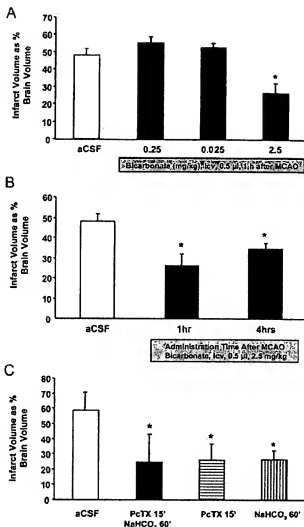 A
Infarct Volume as %
Brain Volume
70
60
50
40
30
20
10
0
*
aCSF 0.25 0.025 2.5
Bicarbonate (mg/kg), Icv, 0.5 µl, 1 h after MCAO
B
Infarct Volume as %
Brain Volume
60
50
40
30
20
10
0
* *
aCSF 1hr 4hrs
Administration Time After MCAO
Bicarbonate, Icv, 0.5 µl, 2.5 mg/kg
C
Infarct Volume as %
Brain Volume
80
70
60
50
40
30
20
10
0
* * *
aCSF PcTX 15' PcTX 15' NaHCO3 60'
NaHCO3 60'